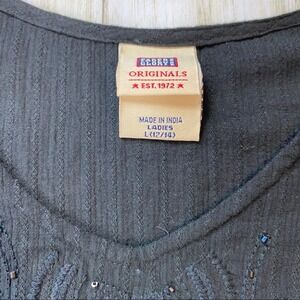 ORIGINALS
★ EST. 1972 ★
MADE IN INDIA
LADIES
L (12/14)